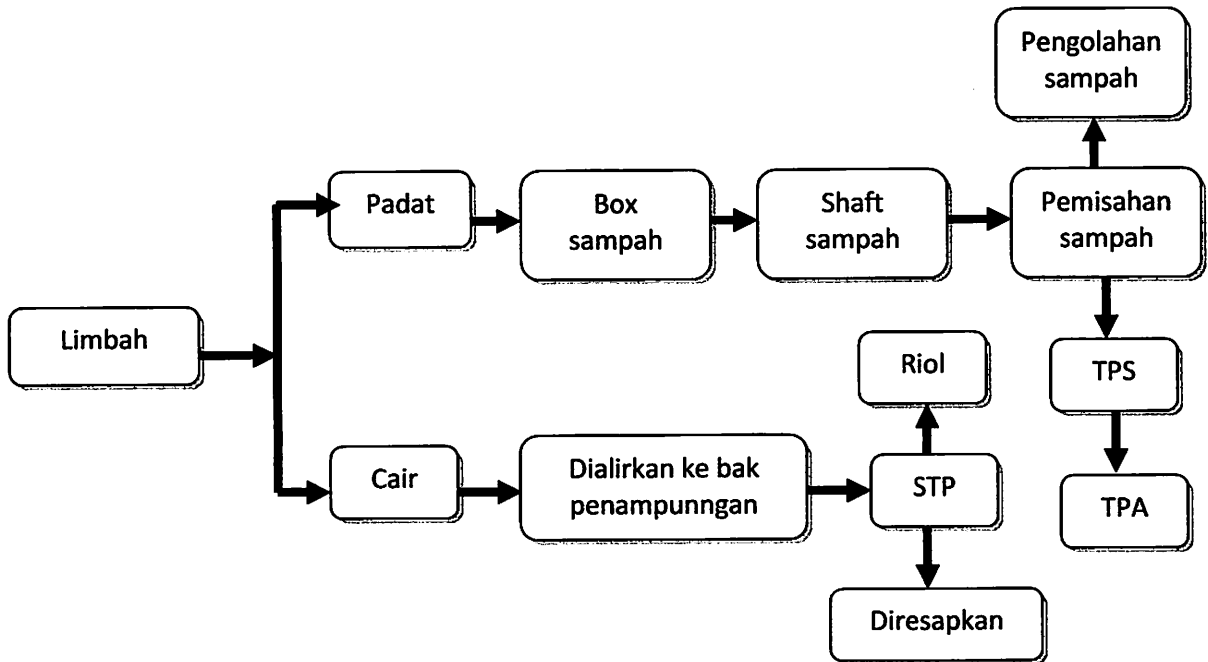 Pengolahan
sampah
Padat
Box
sampah
Shaft
sampah
Pemisahan
sampah
Limbah
Riol
TPS
Cair
Dialirkan ke bak
penampunngan
STP
TPA
Diresapkan